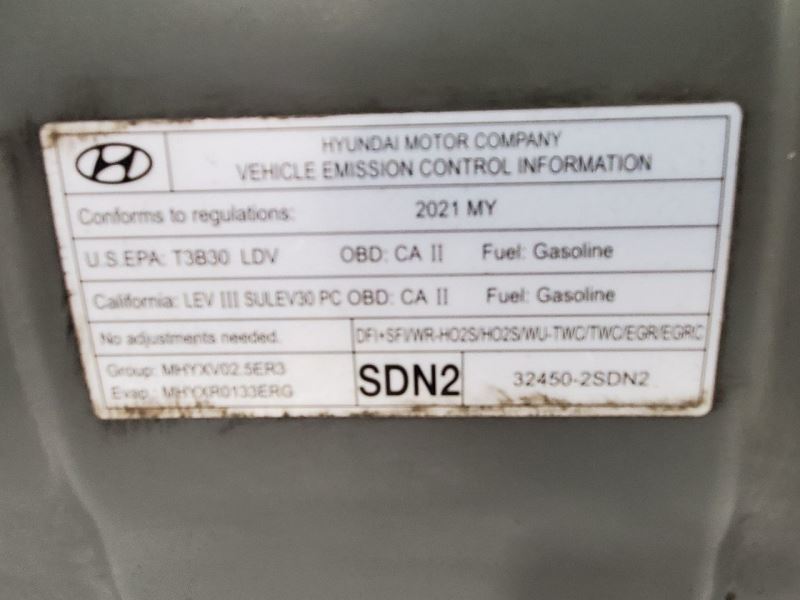 HYUNDAI MOTOR COMPANY
VEHICLE EMISSION CONTROL INFORMATION
Conforms to regulations: 2021 MY
U.S.EPA: T3B30 LDV OBD: CA II Fuel: Gasoline
California: LEV III SULEV30 PC OBD: CA II Fuel: Gasoline
No adjustments needed. DFI+SFI/WR-HO2S/HO2S/WU-TWC/TWC/EGR/EGRC
Group: MHYXV02.5ER3
Evap.: MHYXR0133ERG
SDN2 32450-2SDN2